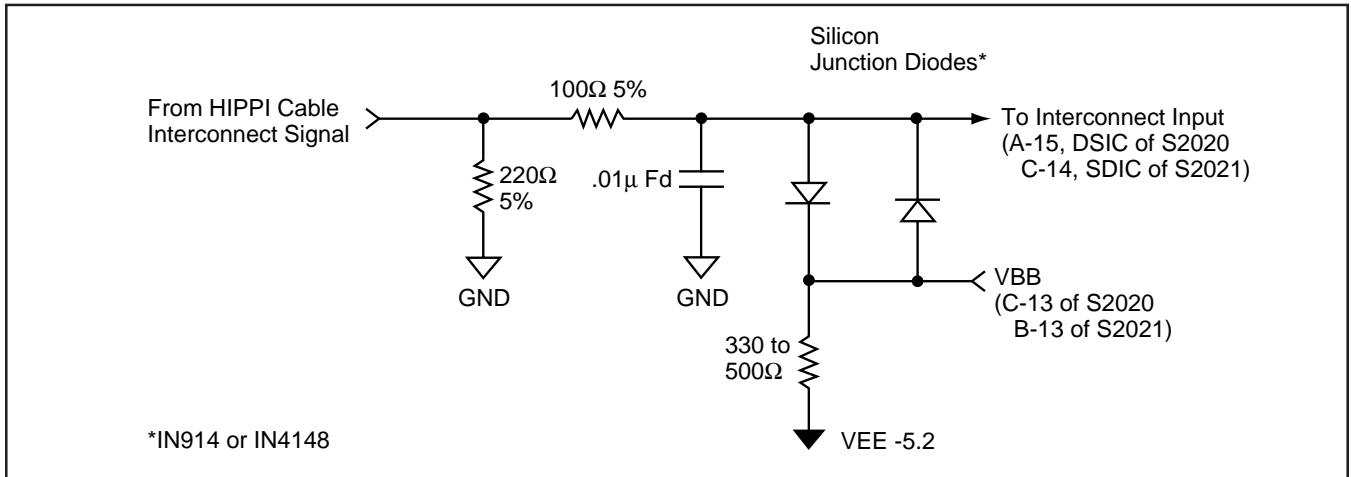 Silicon
Junction Diodes*
From HIPPI Cable
Interconnect Signal
100Ω 5%
To Interconnect Input
(A-15, DSIC of S2020
C-14, SDIC of S2021)
220Ω
5%
.01µ Fd
GND
GND
VBB
(C-13 of S2020
B-13 of S2021)
330 to
500Ω
*IN914 or IN4148
VEE -5.2